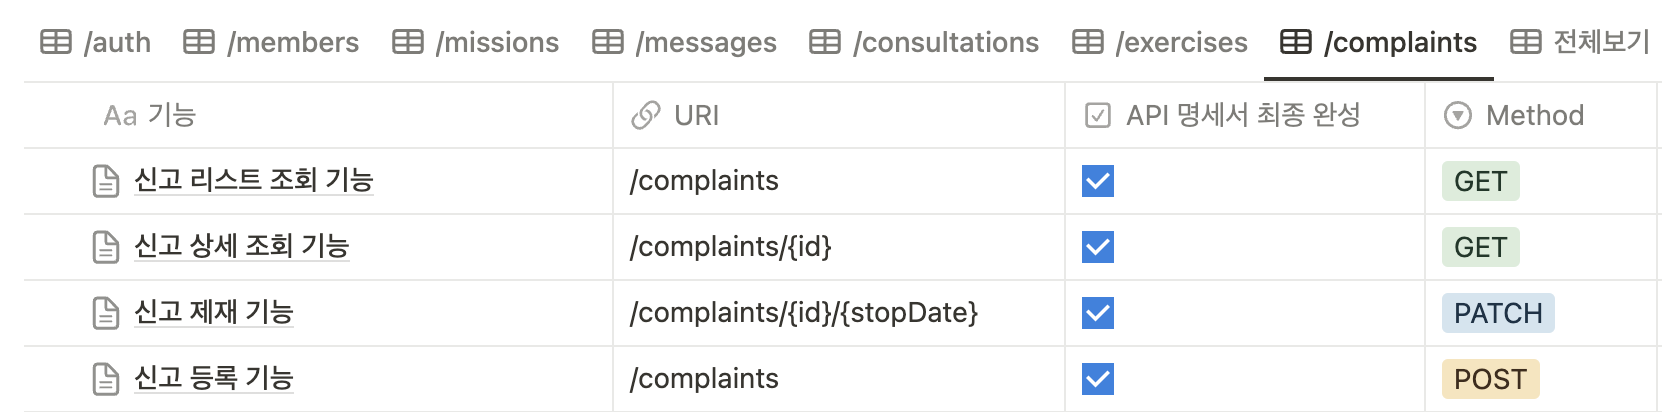 /auth /members /missions /messages /consultations /exercises /complaints 전체보기
Aa 기능 URI API 명세서 최종 완성 Method
신고 리스트 조회 기능 /complaints GET
신고 상세 조회 기능 /complaints/{id} GET
신고 제재 기능 /complaints/{id}/{stopDate} PATCH
신고 등록 기능 /complaints POST